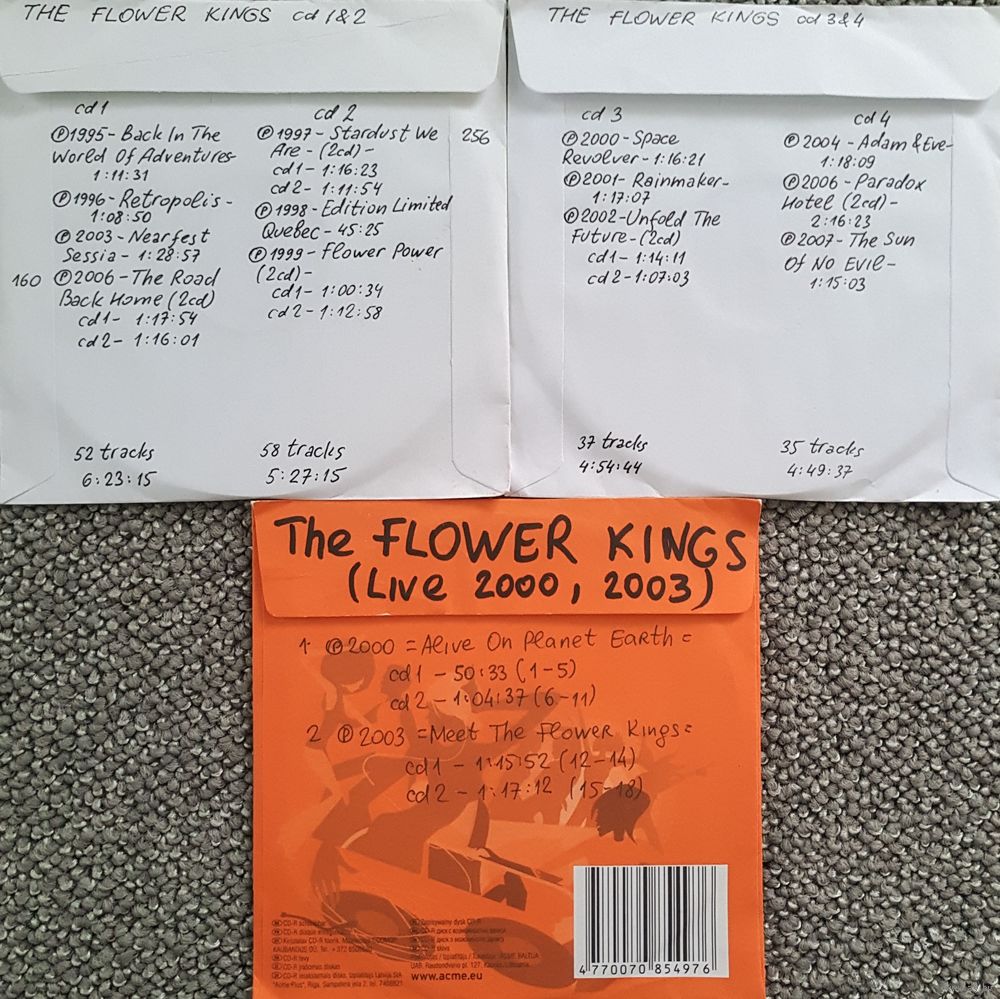 THE FLOWER KINGS cd 1&2
cd 1
℗1995- Back In The
World Of Adventures-
1:11:31
℗1996- Retropolis-
1:08:50
℗2003- Nearfest
Sessia- 1:28:57
160 ℗2006-The Road
Back Home (2cd)
cd1- 1:17:54
cd2- 1:16:01
52 tracks
6:23:15
cd 2
℗1997- Stardust We 256
Are- (2cd)-
cd1- 1:16:23
cd2- 1:11:54
℗1998-Edition Limited
Quebec- 45:25
℗1999-Flower Power
(2cd)-
cd1- 1:00:34
cd2- 1:12:58
58 tracks
5:27:15
THE FLOWER KINGS cd 3&4
cd 3
℗2000-Space
Revolver-1:16:21
℗2001- Rainmaker-
1:17:07
℗2002-Unfold The
Future-(2cd)
cd1- 1:14:11
cd2-1:07:03
37 tracks
4:54:44
cd 4
℗2004-Adam &Eve-
1:18:09
℗2006-Paradox
Hotel (2cd)-
2:16:23
℗2007-The Sun
Of No Evil-
1:15:03
35 tracks
4:49:37
The FLOWER KINGS
(Live 2000, 2003)
1 ℗2000 =Alive On Planet Earth=
cd1 - 50:33 (1-5)
cd2 - 1:04:37 (6-11)
2 ℗2003 =Meet The Flower Kings=
cd1 - 1:15:52 (12-14)
cd2 - 1:17:12 (15-18)
www.acme.eu
4 770070 854976